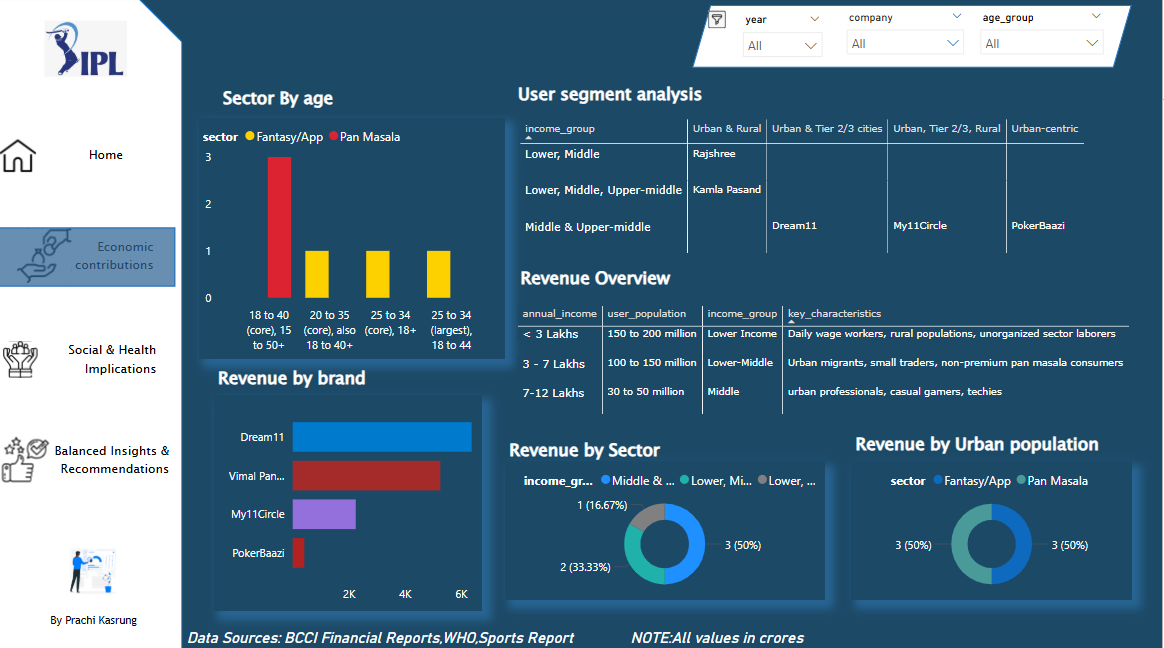 IPL
Home
Economic
contributions
Social & Health
Implications
Balanced Insights &
Recommendations
By Prachi Kasrung
year
company
age_group
All
All
All
Sector By age
sector Fantasy/App Pan Masala
3
2
1
0
18 to 40
(core), 15
to 50+
20 to 35
(core), also
18 to 40+
25 to 34
(core), 18+
25 to 34
(largest),
18 to 44
User segment analysis
income_group Urban & Rural Urban & Tier 2/3 cities Urban, Tier 2/3, Rural Urban-centric
Lower, Middle Rajshree
Lower, Middle, Upper-middle Kamla Pasand
Middle & Upper-middle Dream11 My11Circle PokerBaazi
Revenue Overview
annual_income user_population income_group key_characteristics
< 3 Lakhs 150 to 200 million Lower Income Daily wage workers, rural populations, unorganized sector laborers
3 - 7 Lakhs 100 to 150 million Lower-Middle Urban migrants, small traders, non-premium pan masala consumers
7-12 Lakhs 30 to 50 million Middle urban professionals, casual gamers, techies
Revenue by brand
Dream11
Vimal Pan...
My11Circle
PokerBaazi
2K 4K 6K
Revenue by Sector
income_gr... Middle & ... Lower, Mi... Lower, ...
1 (16.67%)
3 (50%)
2 (33.33%)
Revenue by Urban population
sector Fantasy/App Pan Masala
3 (50%)
3 (50%)
Data Sources: BCCI Financial Reports,WHO,Sports Report
NOTE:All values in crores